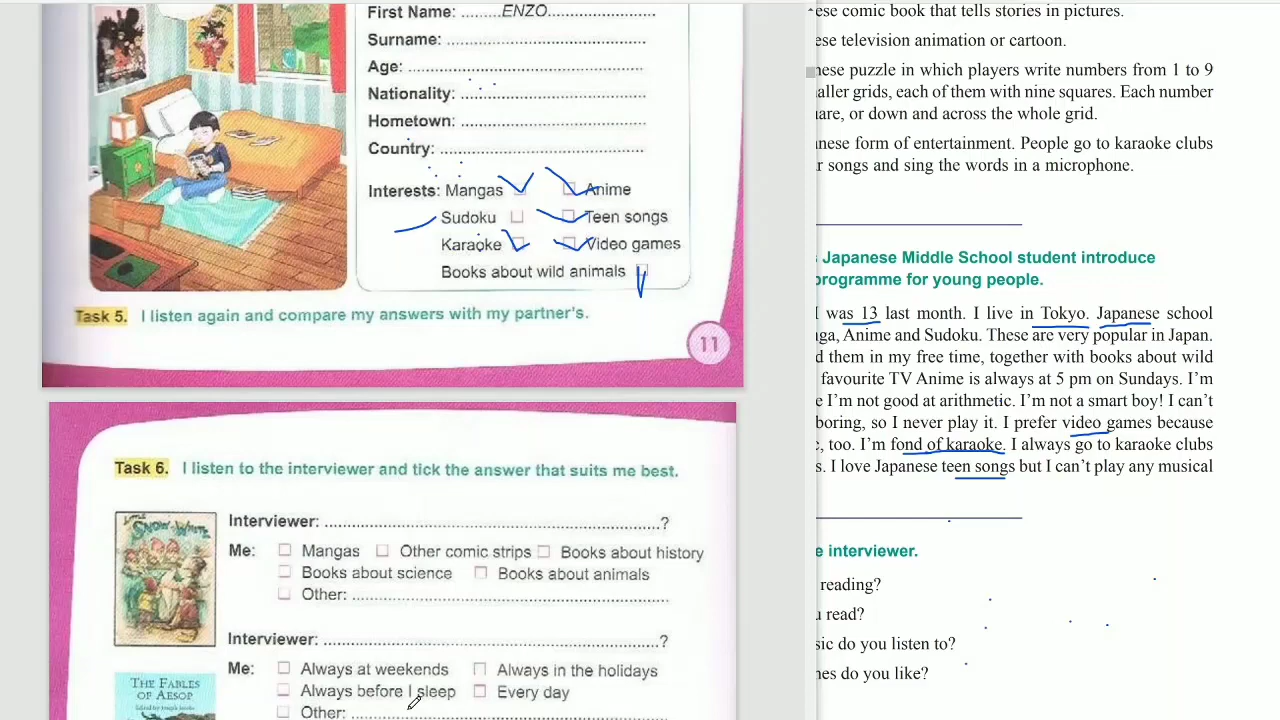 First Name: ........ENZO........................
Surname: ..................................................
Age: ...........................................................
Nationality: ..............................................
Hometown: ..............................................
Country: ...................................................
Interests: Mangas Anime
Sudoku Teen songs
Karaoke Video games
Books about wild animals
Task 5. I listen again and compare my answers with my partner's.
11
Task 6. I listen to the interviewer and tick the answer that suits me best.
SNOW-WHITE
Interviewer: ..............................................................................?
Me: Mangas Other comic strips Books about history
Books about science Books about animals
Other: ..........................................................................
Interviewer: ..............................................................................?
Me: Always at weekends Always in the holidays
Always before I sleep Every day
Other: ..........................................................................
THE FABLES
OF AESOP
ese comic book that tells stories in pictures.
ese television animation or cartoon.
nese puzzle in which players write numbers from 1 to 9
aller grids, each of them with nine squares. Each number
uare, or down and across the whole grid.
anese form of entertainment. People go to karaoke clubs
r songs and sing the words in a microphone.
s Japanese Middle School student introduce
programme for young people.
I was 13 last month. I live in Tokyo. Japanese school
nga, Anime and Sudoku. These are very popular in Japan.
d them in my free time, together with books about wild
favourite TV Anime is always at 5 pm on Sundays. I'm
e I'm not good at arithmetic. I'm not a smart boy! I can't
boring, so I never play it. I prefer video games because
c, too. I'm fond of karaoke. I always go to karaoke clubs
s. I love Japanese teen songs but I can't play any musical
e interviewer.
reading?
u read?
sic do you listen to?
nes do you like?